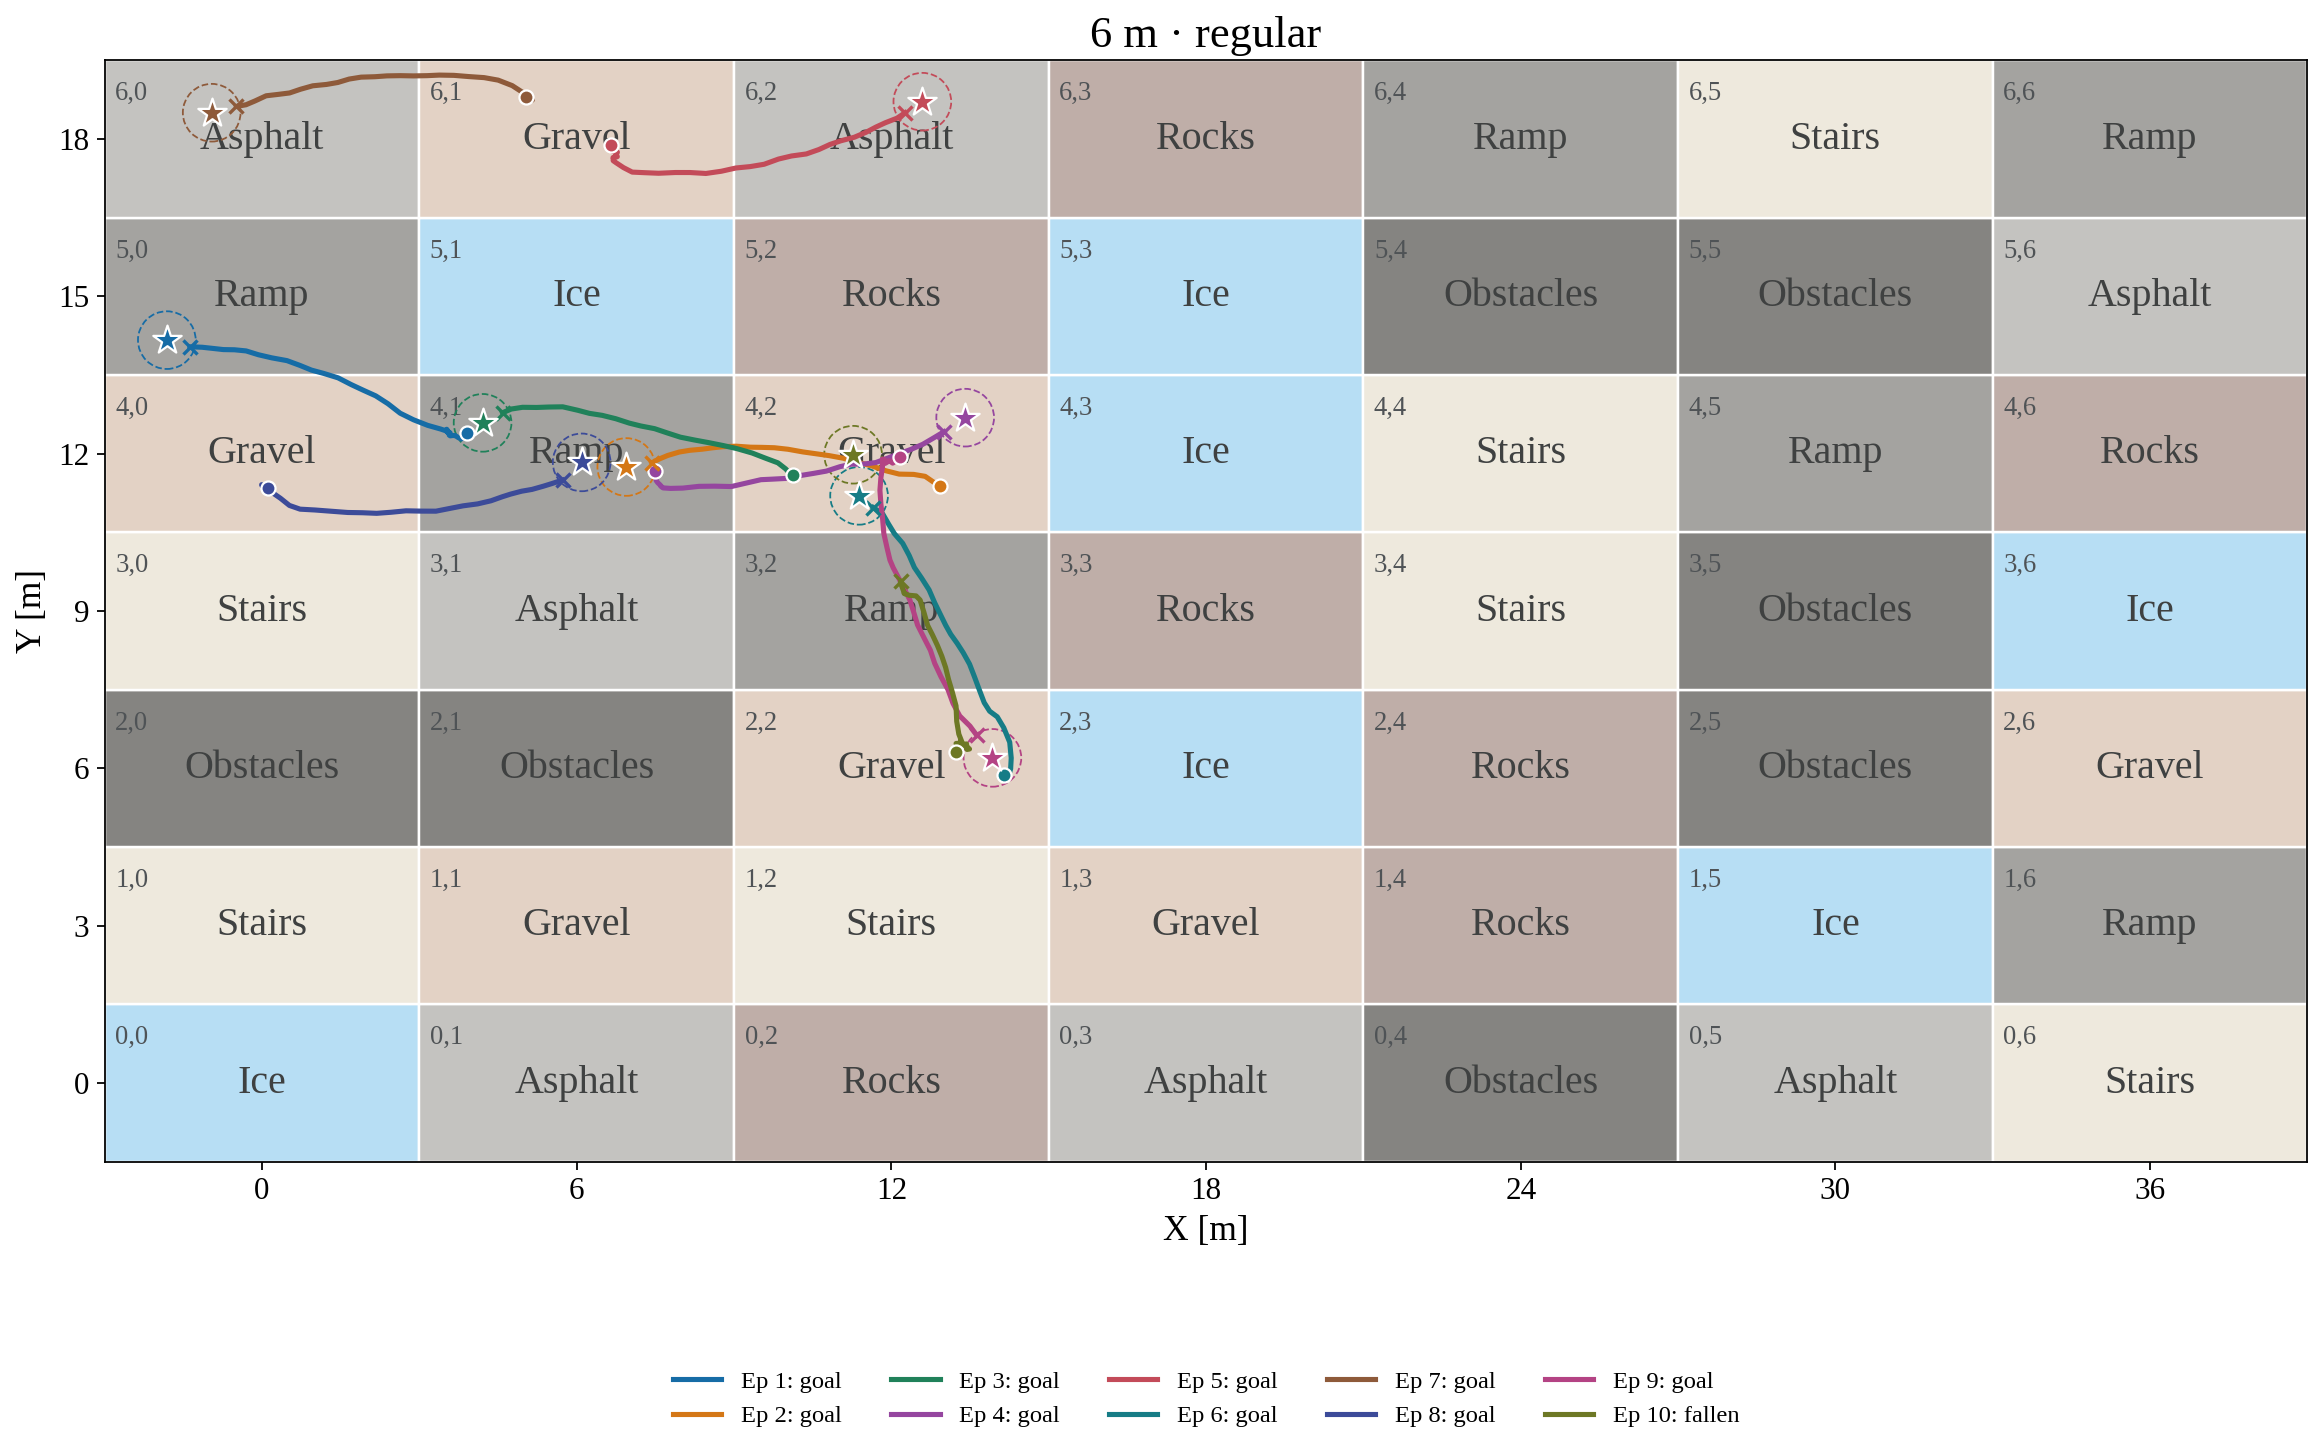 6 m · regular
6,0 6,1 6,2 6,3 6,4 6,5 6,6
Asphalt Gravel Asphalt Rocks Ramp Stairs Ramp
18
5,0 5,1 5,2 5,3 5,4 5,5 5,6
Ramp Ice Rocks Ice Obstacles Obstacles Asphalt
15
4,0 4,1 4,2 4,3 4,4 4,5 4,6
Gravel Ramp Gravel Ice Stairs Ramp Rocks
12
3,0 3,1 3,2 3,3 3,4 3,5 3,6
Stairs Asphalt Ramp Rocks Stairs Obstacles Ice
9
2,0 2,1 2,2 2,3 2,4 2,5 2,6
Obstacles Obstacles Gravel Ice Rocks Obstacles Gravel
6
1,0 1,1 1,2 1,3 1,4 1,5 1,6
Stairs Gravel Stairs Gravel Rocks Ice Ramp
3
0,0 0,1 0,2 0,3 0,4 0,5 0,6
Ice Asphalt Rocks Asphalt Obstacles Asphalt Stairs
0
Y [m]
0 6 12 18 24 30 36
X [m]
Ep 1: goal Ep 3: goal Ep 5: goal Ep 7: goal Ep 9: goal
Ep 2: goal Ep 4: goal Ep 6: goal Ep 8: goal Ep 10: fallen